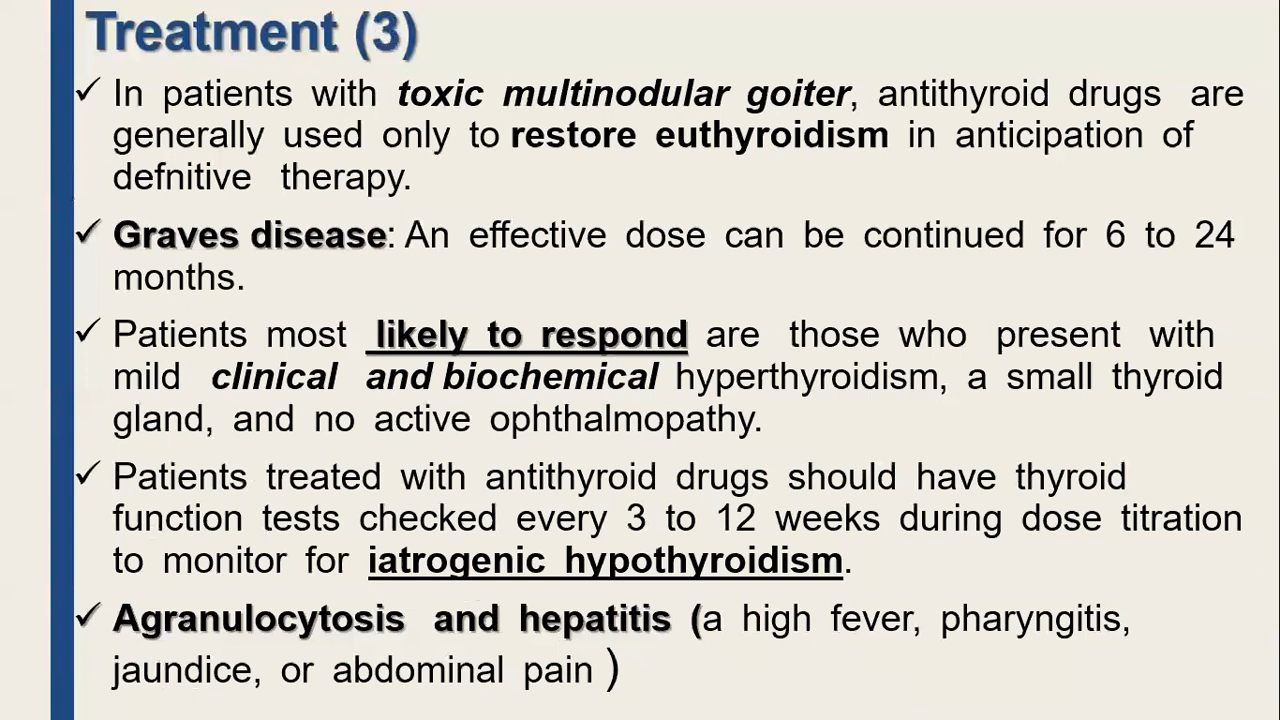 Treatment (3)
✓ In patients with toxic multinodular goiter, antithyroid drugs are
generally used only to restore euthyroidism in anticipation of
defnitive therapy.
✓ Graves disease: An effective dose can be continued for 6 to 24
months.
✓ Patients most likely to respond are those who present with
mild clinical and biochemical hyperthyroidism, a small thyroid
gland, and no active ophthalmopathy.
✓ Patients treated with antithyroid drugs should have thyroid
function tests checked every 3 to 12 weeks during dose titration
to monitor for iatrogenic hypothyroidism.
✓ Agranulocytosis and hepatitis (a high fever, pharyngitis,
jaundice, or abdominal pain )